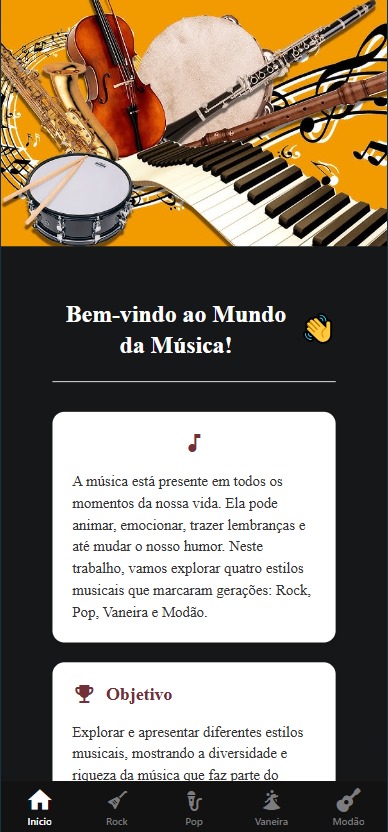 Bem-vindo ao Mundo
da Música!
A música está presente em todos os
momentos da nossa vida. Ela pode
animar, emocionar, trazer lembranças e
até mudar o nosso humor. Neste
trabalho, vamos explorar quatro estilos
musicais que marcaram gerações: Rock,
Pop, Vaneira e Modão.
Objetivo
Explorar e apresentar diferentes estilos
musicais, mostrando a diversidade e
riqueza da música que faz parte do
Início Rock Pop Vaneira Modão